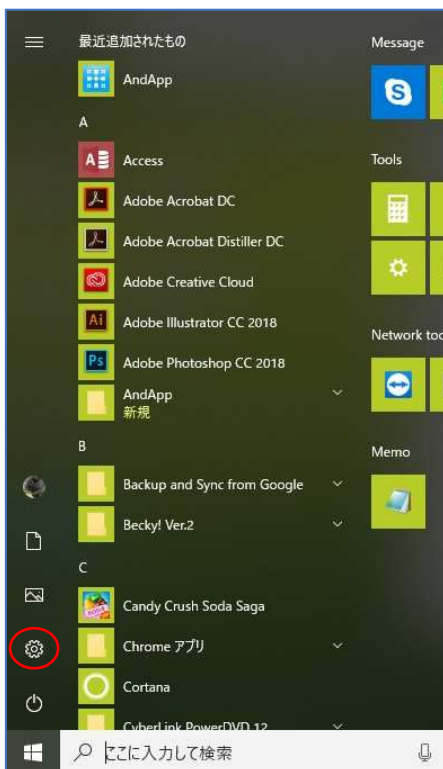 最近追加されたもの
AndApp
A
Access
Adobe Acrobat DC
Adobe Acrobat Distiller DC
Adobe Creative Cloud
Adobe Illustrator CC 2018
Adobe Photoshop CC 2018
AndApp
新規
B
Backup and Sync from Google
Becky! Ver.2
C
Candy Crush Soda Saga
Chrome アプリ
Cortana
CyberLink PowerDVD 12
Message
Tools
Network too
Memo
ここに入力して検索